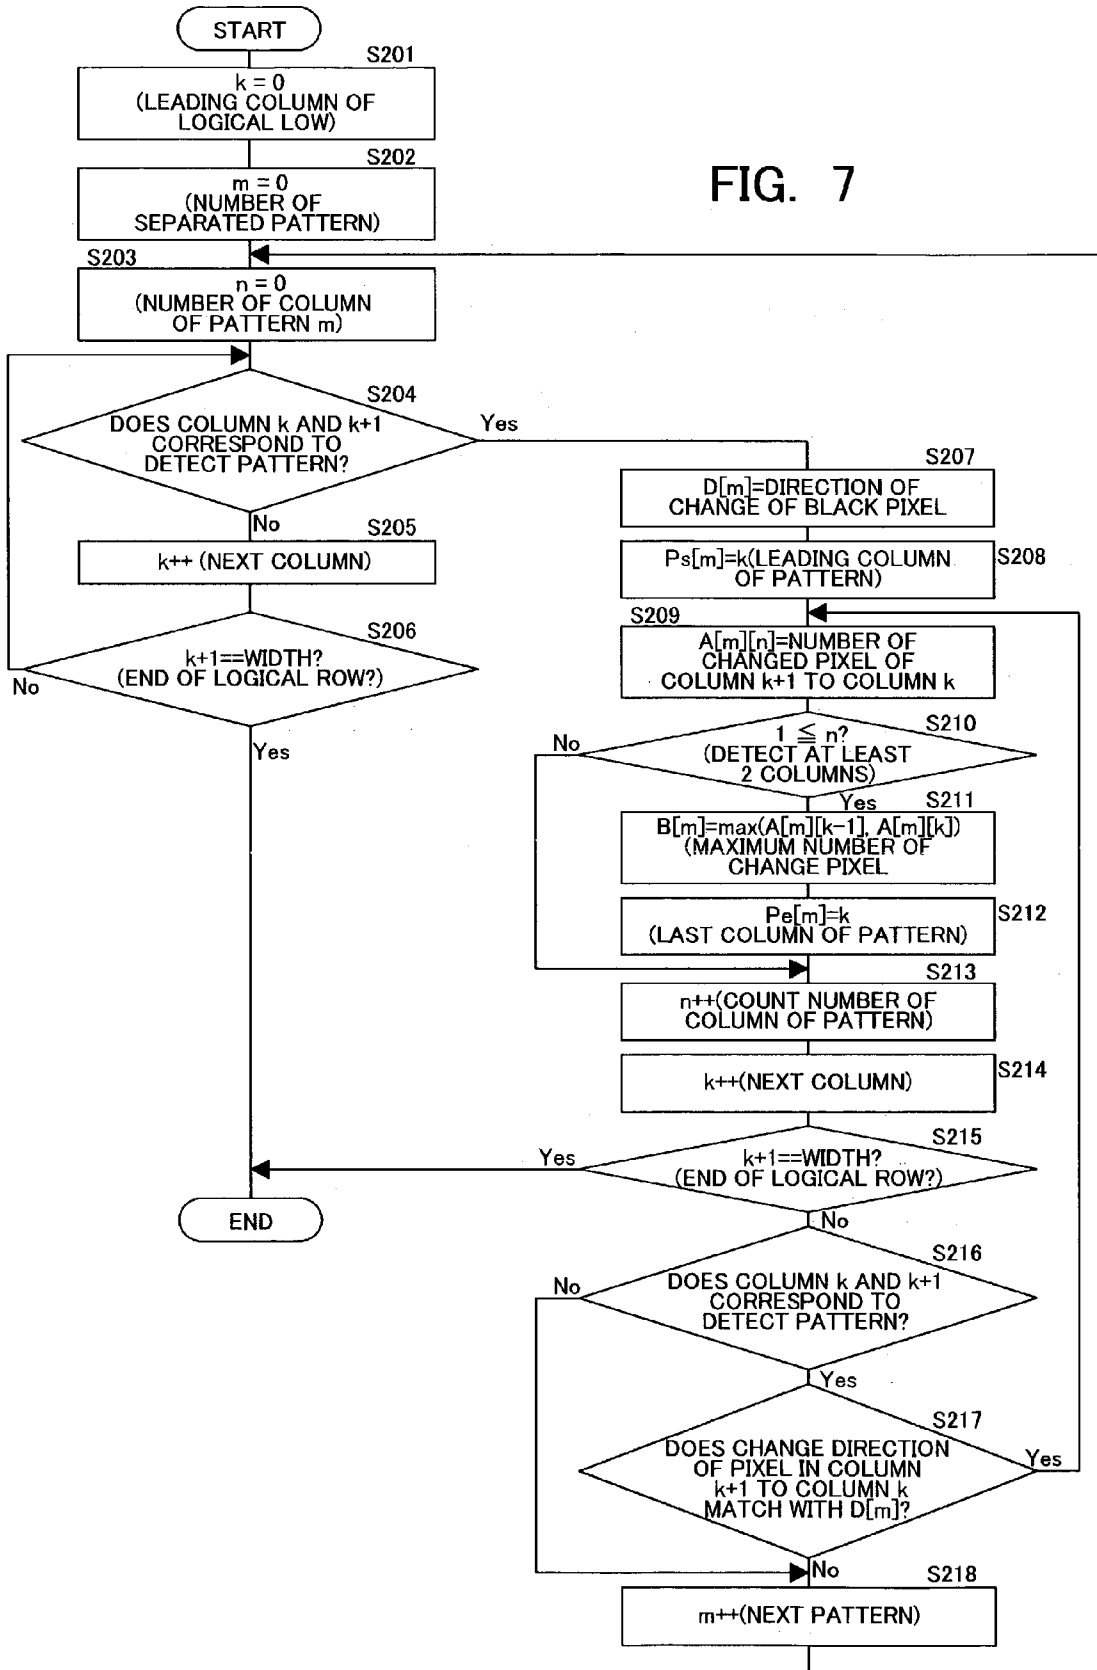 START
S201
k = 0
(LEADING COLUMN OF
LOGICAL LOW)
S202
m = 0
(NUMBER OF
SEPARATED PATTERN)
FIG. 7
S203
n = 0
(NUMBER OF COLUMN
OF PATTERN m)
S204
DOES COLUMN k AND k+1
CORRESPOND TO
DETECT PATTERN?
Yes
No
S205
k++ (NEXT COLUMN)
S206
k+1==WIDTH?
(END OF LOGICAL ROW?)
No
Yes
S207
D[m]=DIRECTION OF
CHANGE OF BLACK PIXEL
S208
Ps[m]=k(LEADING COLUMN
OF PATTERN)
S209
A[m][n]=NUMBER OF
CHANGED PIXEL OF
COLUMN k+1 TO COLUMN k
S210
1 ≦ n?
(DETECT AT LEAST
2 COLUMNS)
No
Yes
S211
B[m]=max(A[m][k-1], A[m][k])
(MAXIMUM NUMBER OF
CHANGE PIXEL
S212
Pe[m]=k
(LAST COLUMN OF PATTERN)
S213
n++(COUNT NUMBER OF
COLUMN OF PATTERN)
S214
k++(NEXT COLUMN)
S215
k+1==WIDTH?
(END OF LOGICAL ROW?)
Yes
No
END
S216
DOES COLUMN k AND k+1
CORRESPOND TO
DETECT PATTERN?
No
Yes
S217
DOES CHANGE DIRECTION
OF PIXEL IN COLUMN
k+1 TO COLUMN k
MATCH WITH D[m]?
Yes
No
S218
m++(NEXT PATTERN)